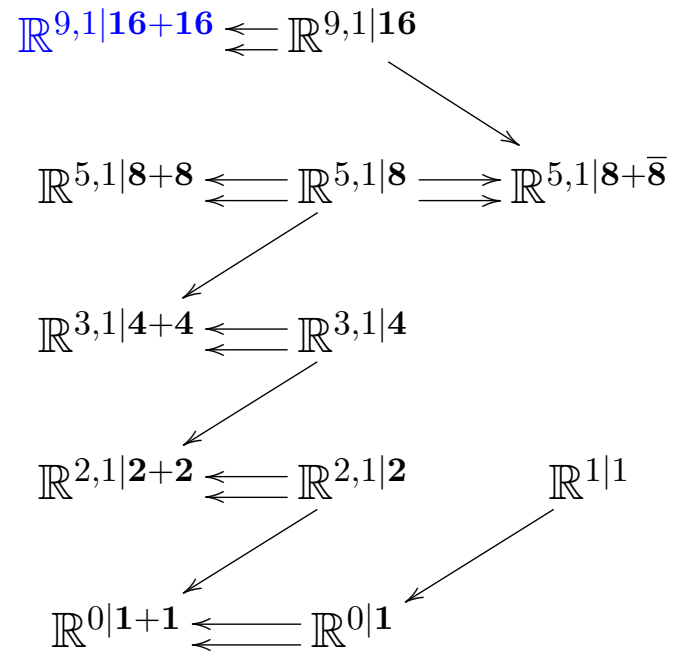 ℝ^{9,1|𝟏𝟔+𝟏𝟔} ⇇ ℝ^{9,1|𝟏𝟔}
ℝ^{5,1|𝟖+𝟖} ⇇ ℝ^{5,1|𝟖} ⇉ ℝ^{5,1|𝟖+𝟖̅}
ℝ^{3,1|𝟒+𝟒} ⇇ ℝ^{3,1|𝟒}
ℝ^{2,1|𝟐+𝟐} ⇇ ℝ^{2,1|𝟐} ℝ^{1|1}
ℝ^{0|𝟏+𝟏} ⇇ ℝ^{0|𝟏}